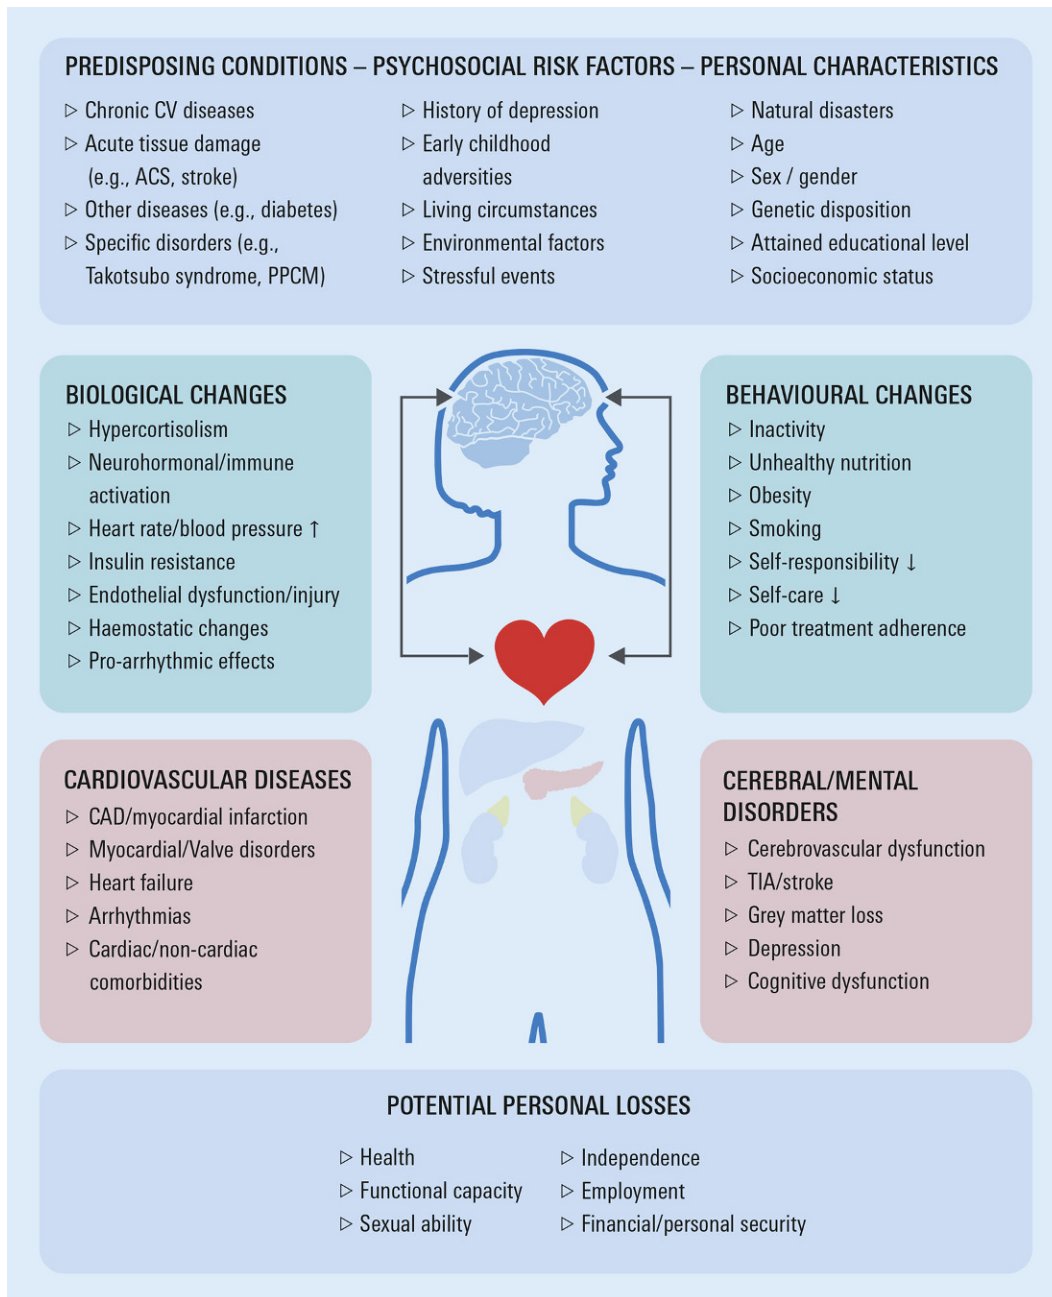 PREDISPOSING CONDITIONS – PSYCHOSOCIAL RISK FACTORS – PERSONAL CHARACTERISTICS
▷ Chronic CV diseases
▷ Acute tissue damage
(e.g., ACS, stroke)
▷ Other diseases (e.g., diabetes)
▷ Specific disorders (e.g.,
Takotsubo syndrome, PPCM)
▷ History of depression
▷ Early childhood
adversities
▷ Living circumstances
▷ Environmental factors
▷ Stressful events
▷ Natural disasters
▷ Age
▷ Sex / gender
▷ Genetic disposition
▷ Attained educational level
▷ Socioeconomic status
BIOLOGICAL CHANGES
▷ Hypercortisolism
▷ Neurohormonal/immune
activation
▷ Heart rate/blood pressure ↑
▷ Insulin resistance
▷ Endothelial dysfunction/injury
▷ Haemostatic changes
▷ Pro-arrhythmic effects
BEHAVIOURAL CHANGES
▷ Inactivity
▷ Unhealthy nutrition
▷ Obesity
▷ Smoking
▷ Self-responsibility ↓
▷ Self-care ↓
▷ Poor treatment adherence
CARDIOVASCULAR DISEASES
▷ CAD/myocardial infarction
▷ Myocardial/Valve disorders
▷ Heart failure
▷ Arrhythmias
▷ Cardiac/non-cardiac
comorbidities
CEREBRAL/MENTAL
DISORDERS
▷ Cerebrovascular dysfunction
▷ TIA/stroke
▷ Grey matter loss
▷ Depression
▷ Cognitive dysfunction
POTENTIAL PERSONAL LOSSES
▷ Health
▷ Functional capacity
▷ Sexual ability
▷ Independence
▷ Employment
▷ Financial/personal security